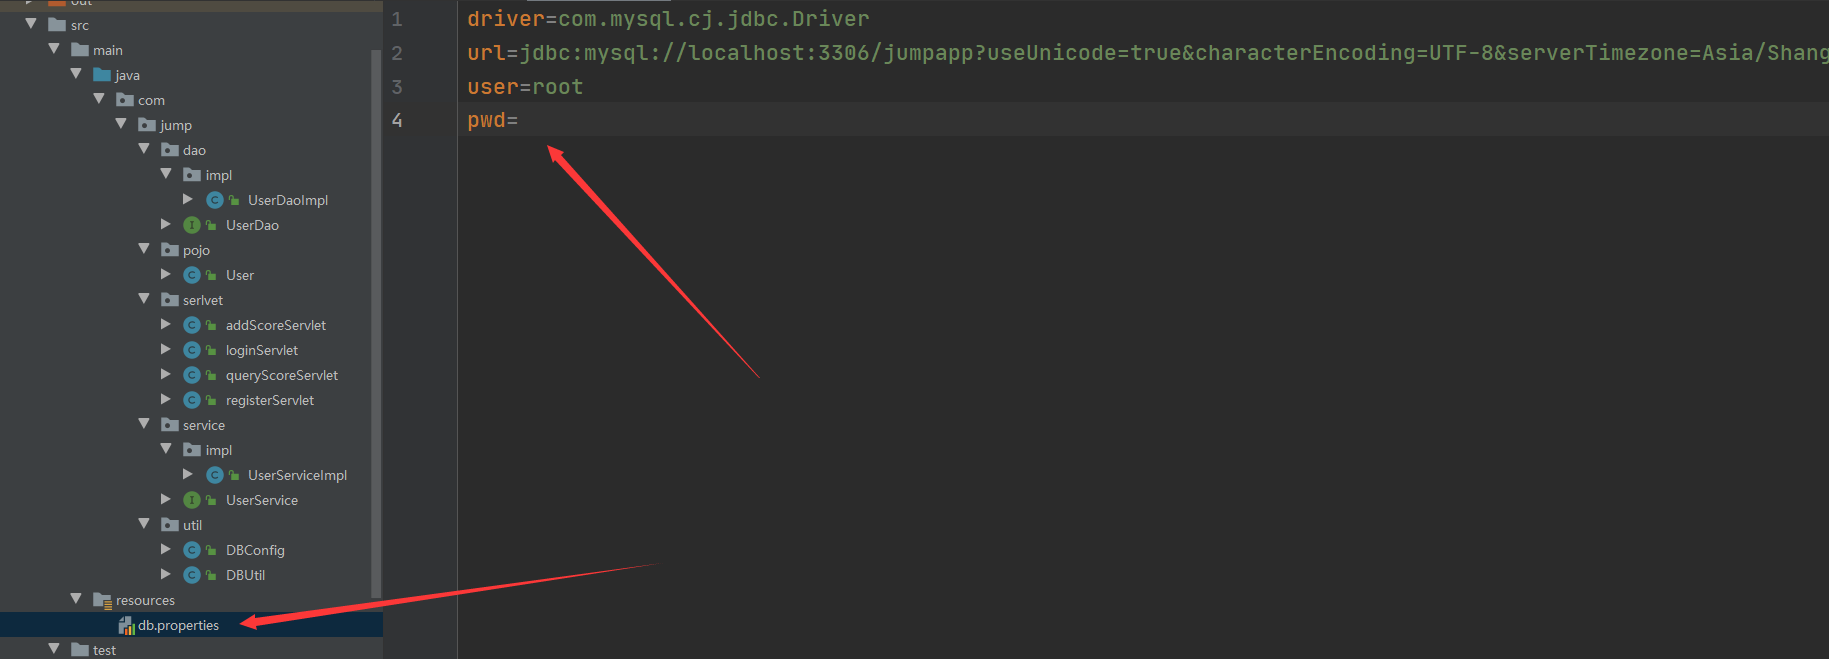 out
src
main
java
com
jump
dao
impl
UserDaoImpl
UserDao
pojo
User
serlvet
addScoreServlet
loginServlet
queryScoreServlet
registerServlet
service
impl
UserServiceImpl
UserService
util
DBConfig
DBUtil
resources
db.properties
test
1 driver=com.mysql.cj.jdbc.Driver
2 url=jdbc:mysql://localhost:3306/jumpapp?useUnicode=true&characterEncoding=UTF-8&serverTimezone=Asia/Shang
3 user=root
4 pwd=